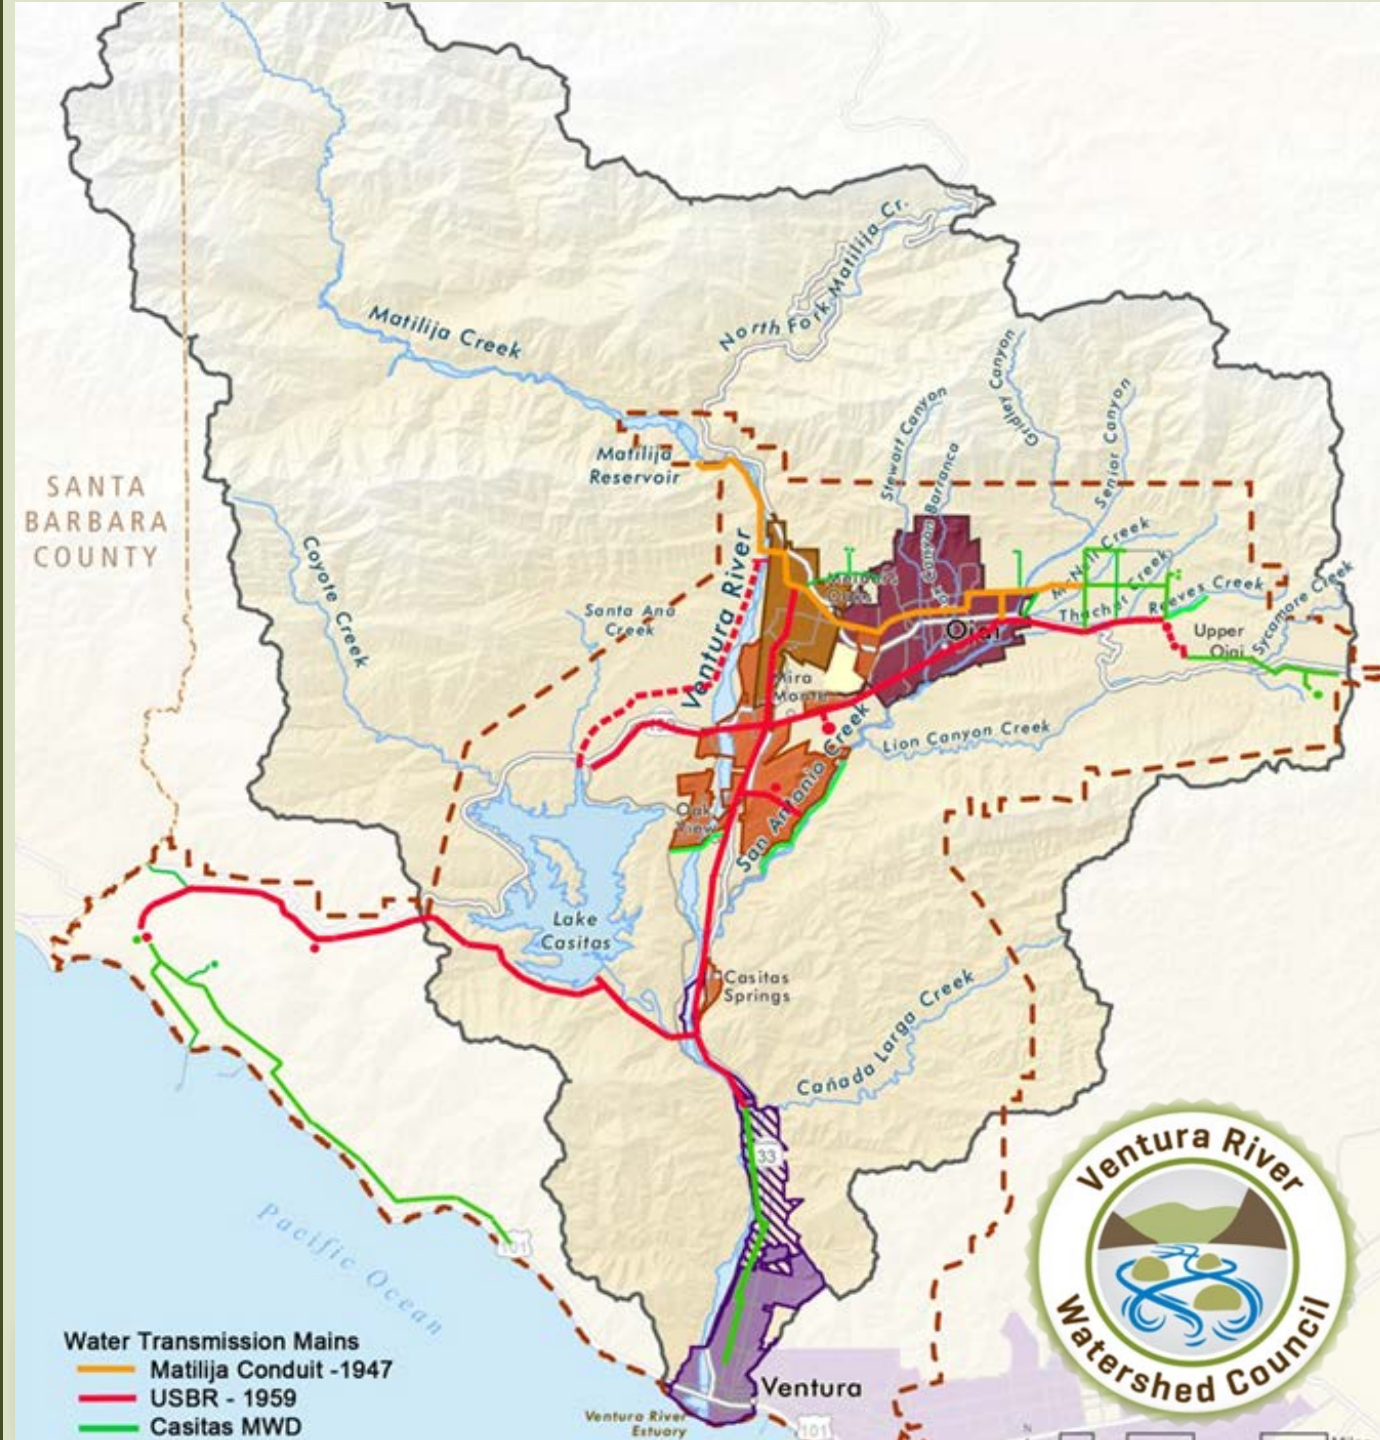 North Fork Matilija Cr.
Matilija Creek
Gridley Canyon
Stewart Canyon
Senior Canyon
Canyon Barranca
Matilija
Reservoir
SANTA
BARBARA
COUNTY
Coyote Creek
Ventura River
Creek
Santa Ana
Creek
Thacher Creek
Reeves Creek
Sycamore Creek
Ojai
Upper
Ojai
Mira
Monte
150
San Antonio Creek
Lion Canyon Creek
Oak
View
Lake
Casitas
Casitas
Springs
Cañada Larga Creek
33
Pacific Ocean
101
Ventura River
Watershed Council
Water Transmission Mains
Matilija Conduit -1947
USBR - 1959
Casitas MWD
Ventura
Ventura River
Estuary
101
N
Miles